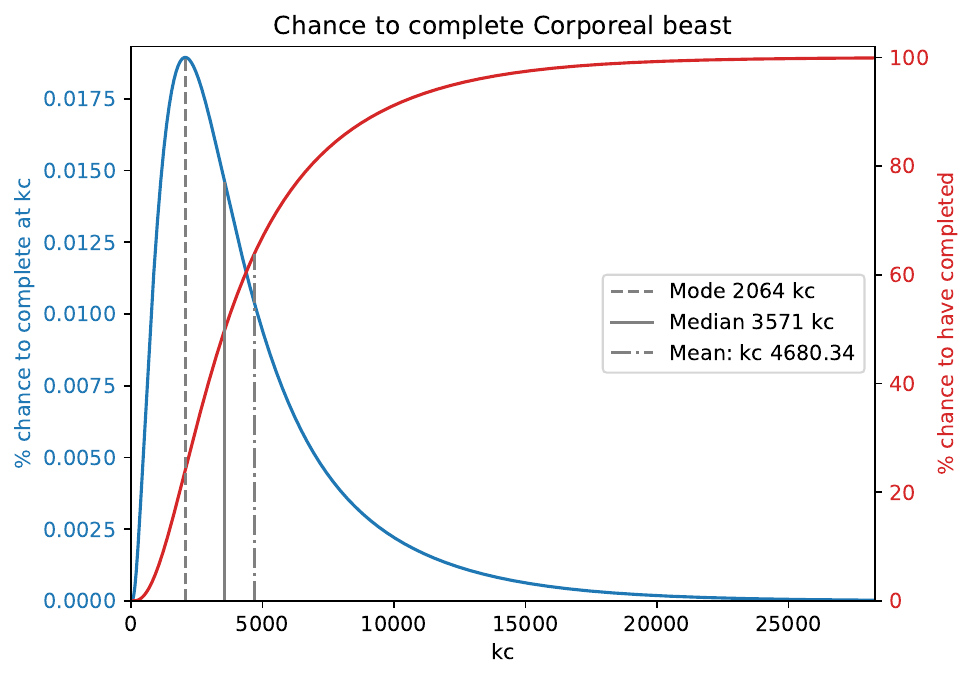 Chance to complete Corporeal beast
% chance to complete at kc
0.0175
0.0150
0.0125
0.0100
0.0075
0.0050
0.0025
0.0000
100
80
60
40
20
0
% chance to have completed
Mode 2064 kc
Median 3571 kc
Mean: kc 4680.34
0 5000 10000 15000 20000 25000
kc